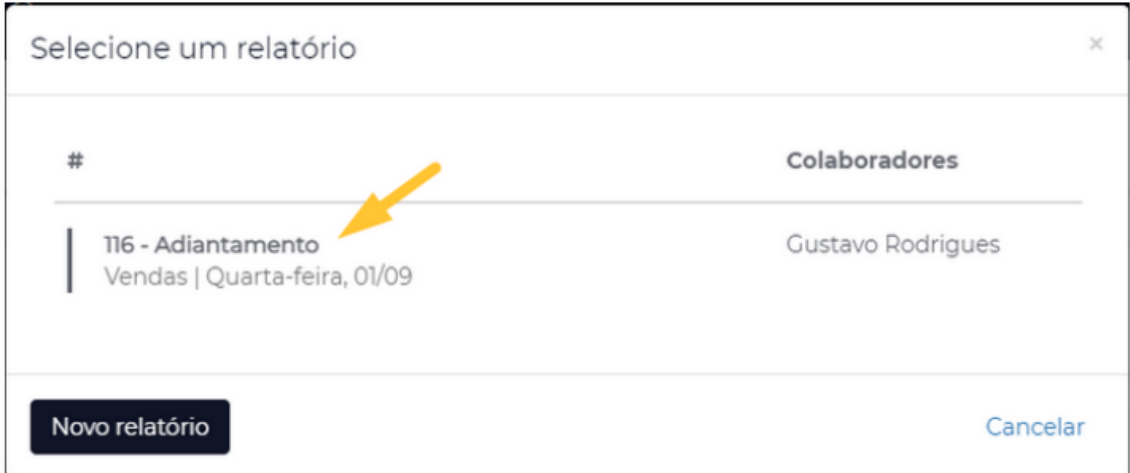 Selecione um relatório
×
# Colaboradores
116 - Adiantamento Gustavo Rodrigues
Vendas | Quarta-feira, 01/09
Novo relatório Cancelar